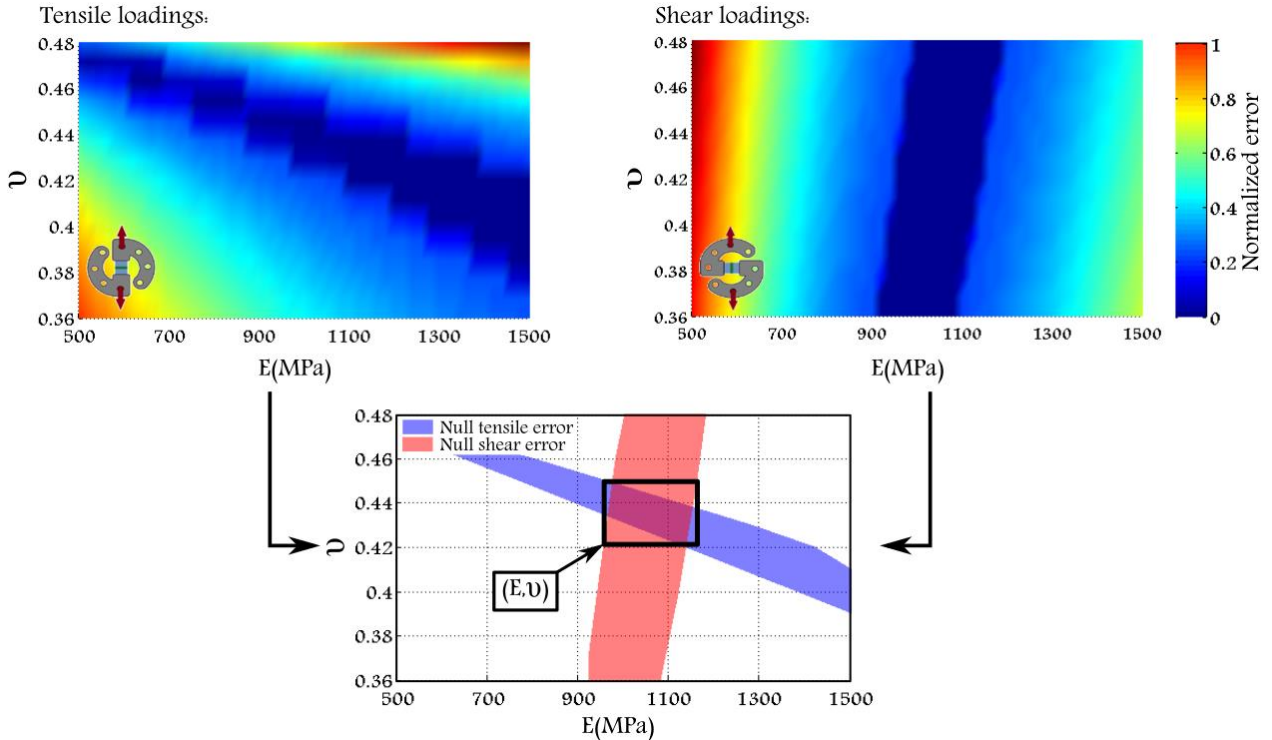 Tensile loadings:
0.48
0.46
0.44
0.42
0.4
0.38
0.36
υ
500 700 900 1100 1300 1500
E(MPa)
Shear loadings:
0.48
0.46
0.44
0.42
0.4
0.38
0.36
υ
500 700 900 1100 1300 1500
E(MPa)
1
0.8
0.6
0.4
0.2
0
Normalized error
Null tensile error
Null shear error
0.48
0.46
0.44
0.42
0.4
0.38
0.36
υ
(E,υ)
500 700 900 1100 1300 1500
E(MPa)